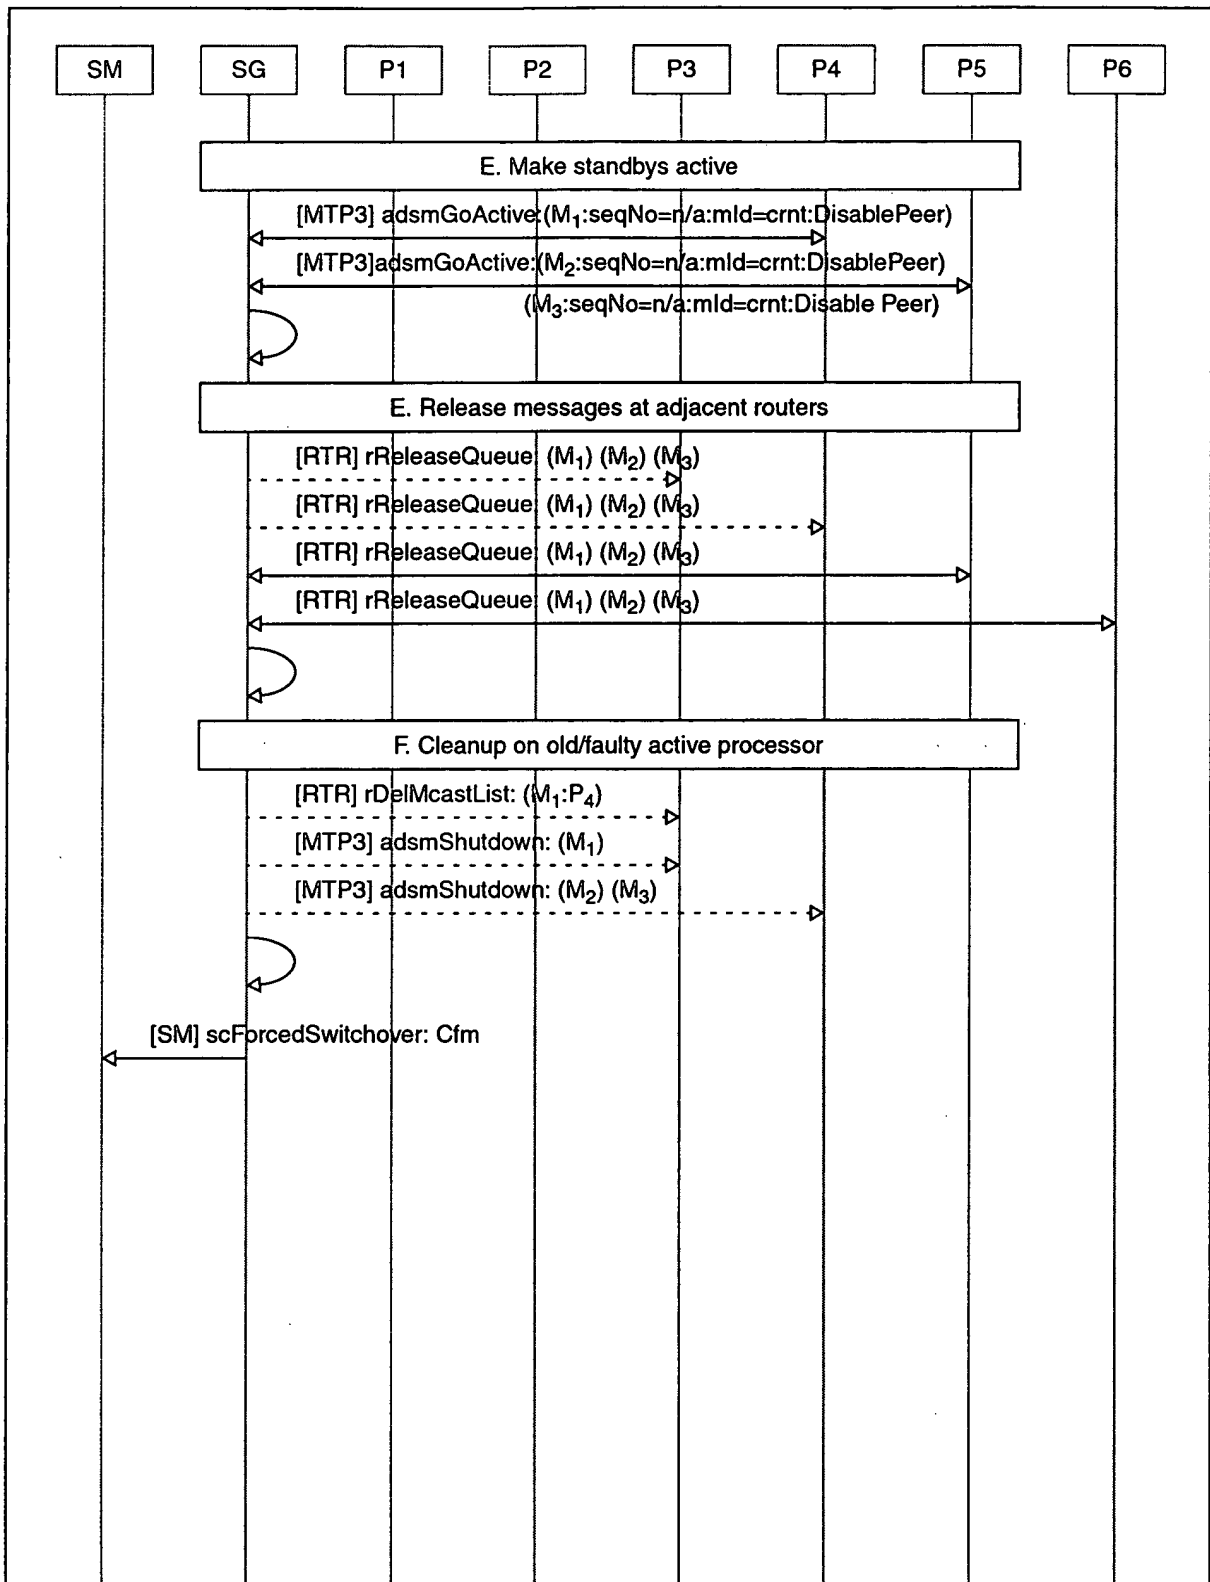 SM SG P1 P2 P3 P4 P5 P6
E. Make standbys active
[MTP3] adsmGoActive:(M₁:seqNo=n/a:mId=crnt:DisablePeer)
[MTP3]adsmGoActive:(M₂:seqNo=n/a:mId=crnt:DisablePeer)
(M₃:seqNo=n/a:mId=crnt:Disable Peer)
E. Release messages at adjacent routers
[RTR] rReleaseQueue: (M₁) (M₂) (M₃)
[RTR] rReleaseQueue: (M₁) (M₂) (M₃)
[RTR] rReleaseQueue: (M₁) (M₂) (M₃)
[RTR] rReleaseQueue: (M₁) (M₂) (M₃)
F. Cleanup on old/faulty active processor
[RTR] rDelMcastList: (M₁:P₄)
[MTP3] adsmShutdown: (M₁)
[MTP3] adsmShutdown: (M₂) (M₃)
[SM] scForcedSwitchover: Cfm